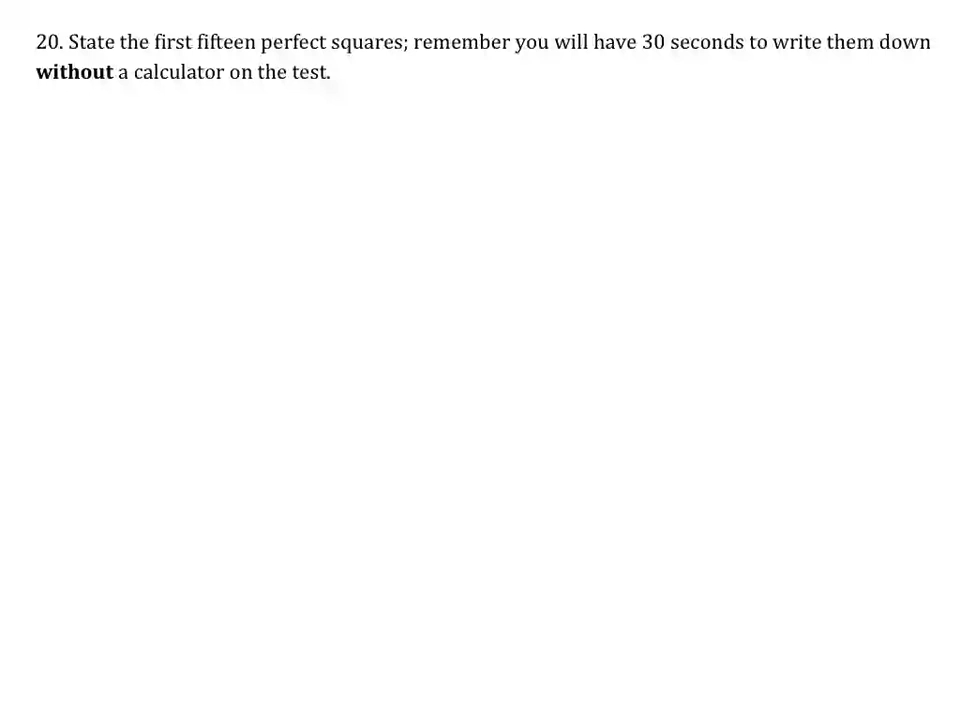 20. State the first fifteen perfect squares; remember you will have 30 seconds to write them down
without a calculator on the test.